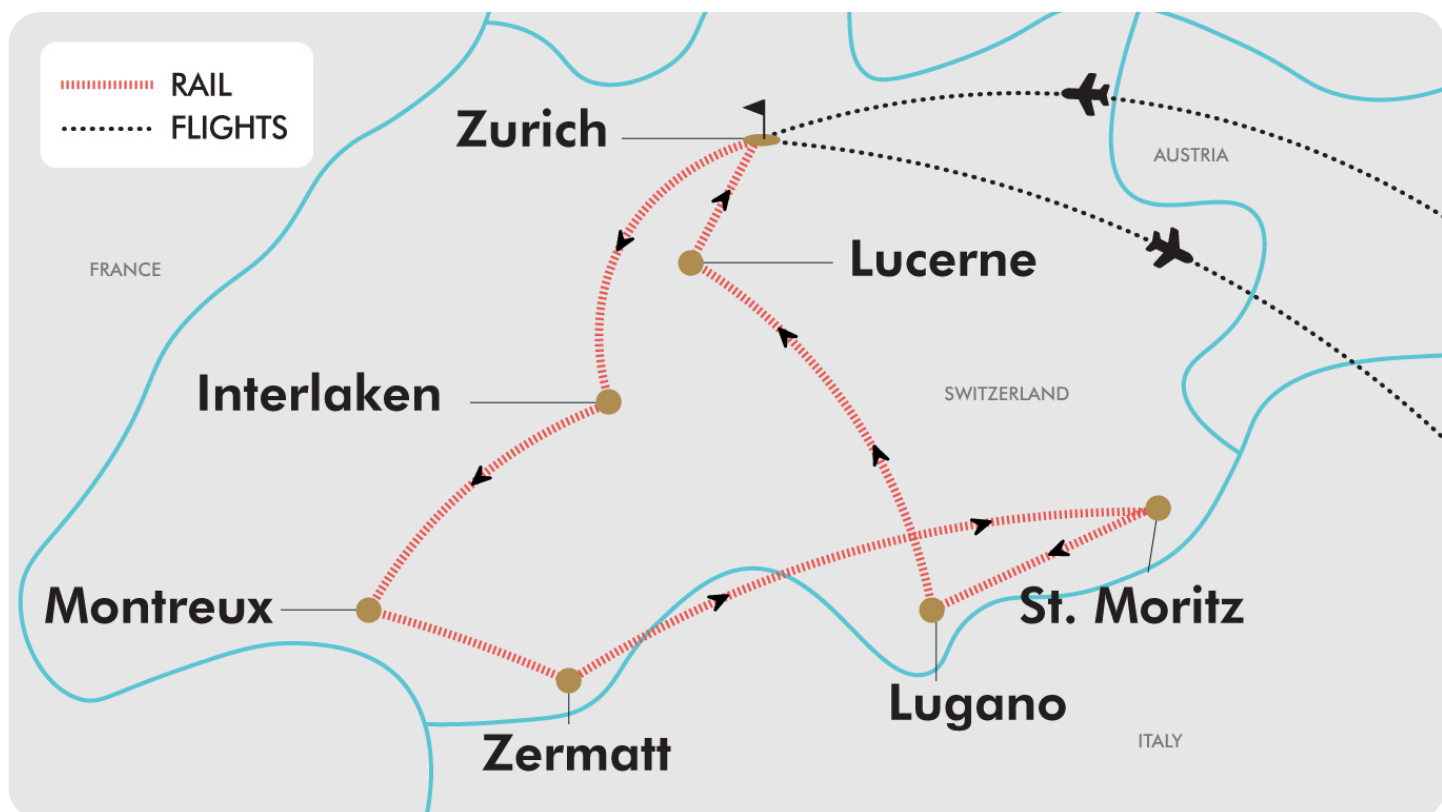 RAIL
FLIGHTS
Zurich
AUSTRIA
Lucerne
FRANCE
Interlaken
SWITZERLAND
Montreux
St. Moritz
Lugano
Zermatt
ITALY